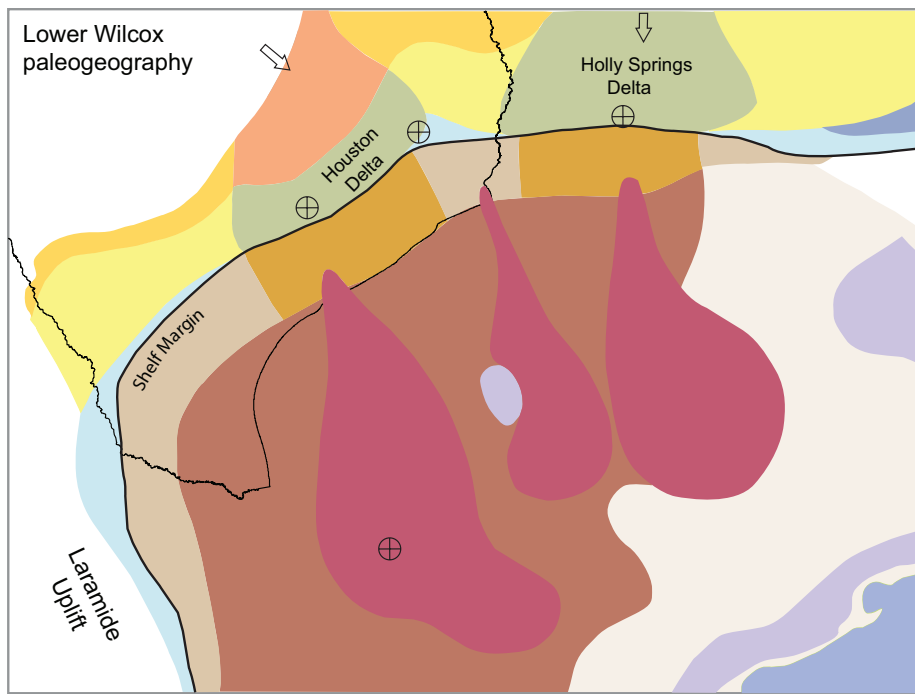 Lower Wilcox
paleogeography
Holly Springs
Delta
Houston
Delta
Shelf Margin
Laramide
Uplift